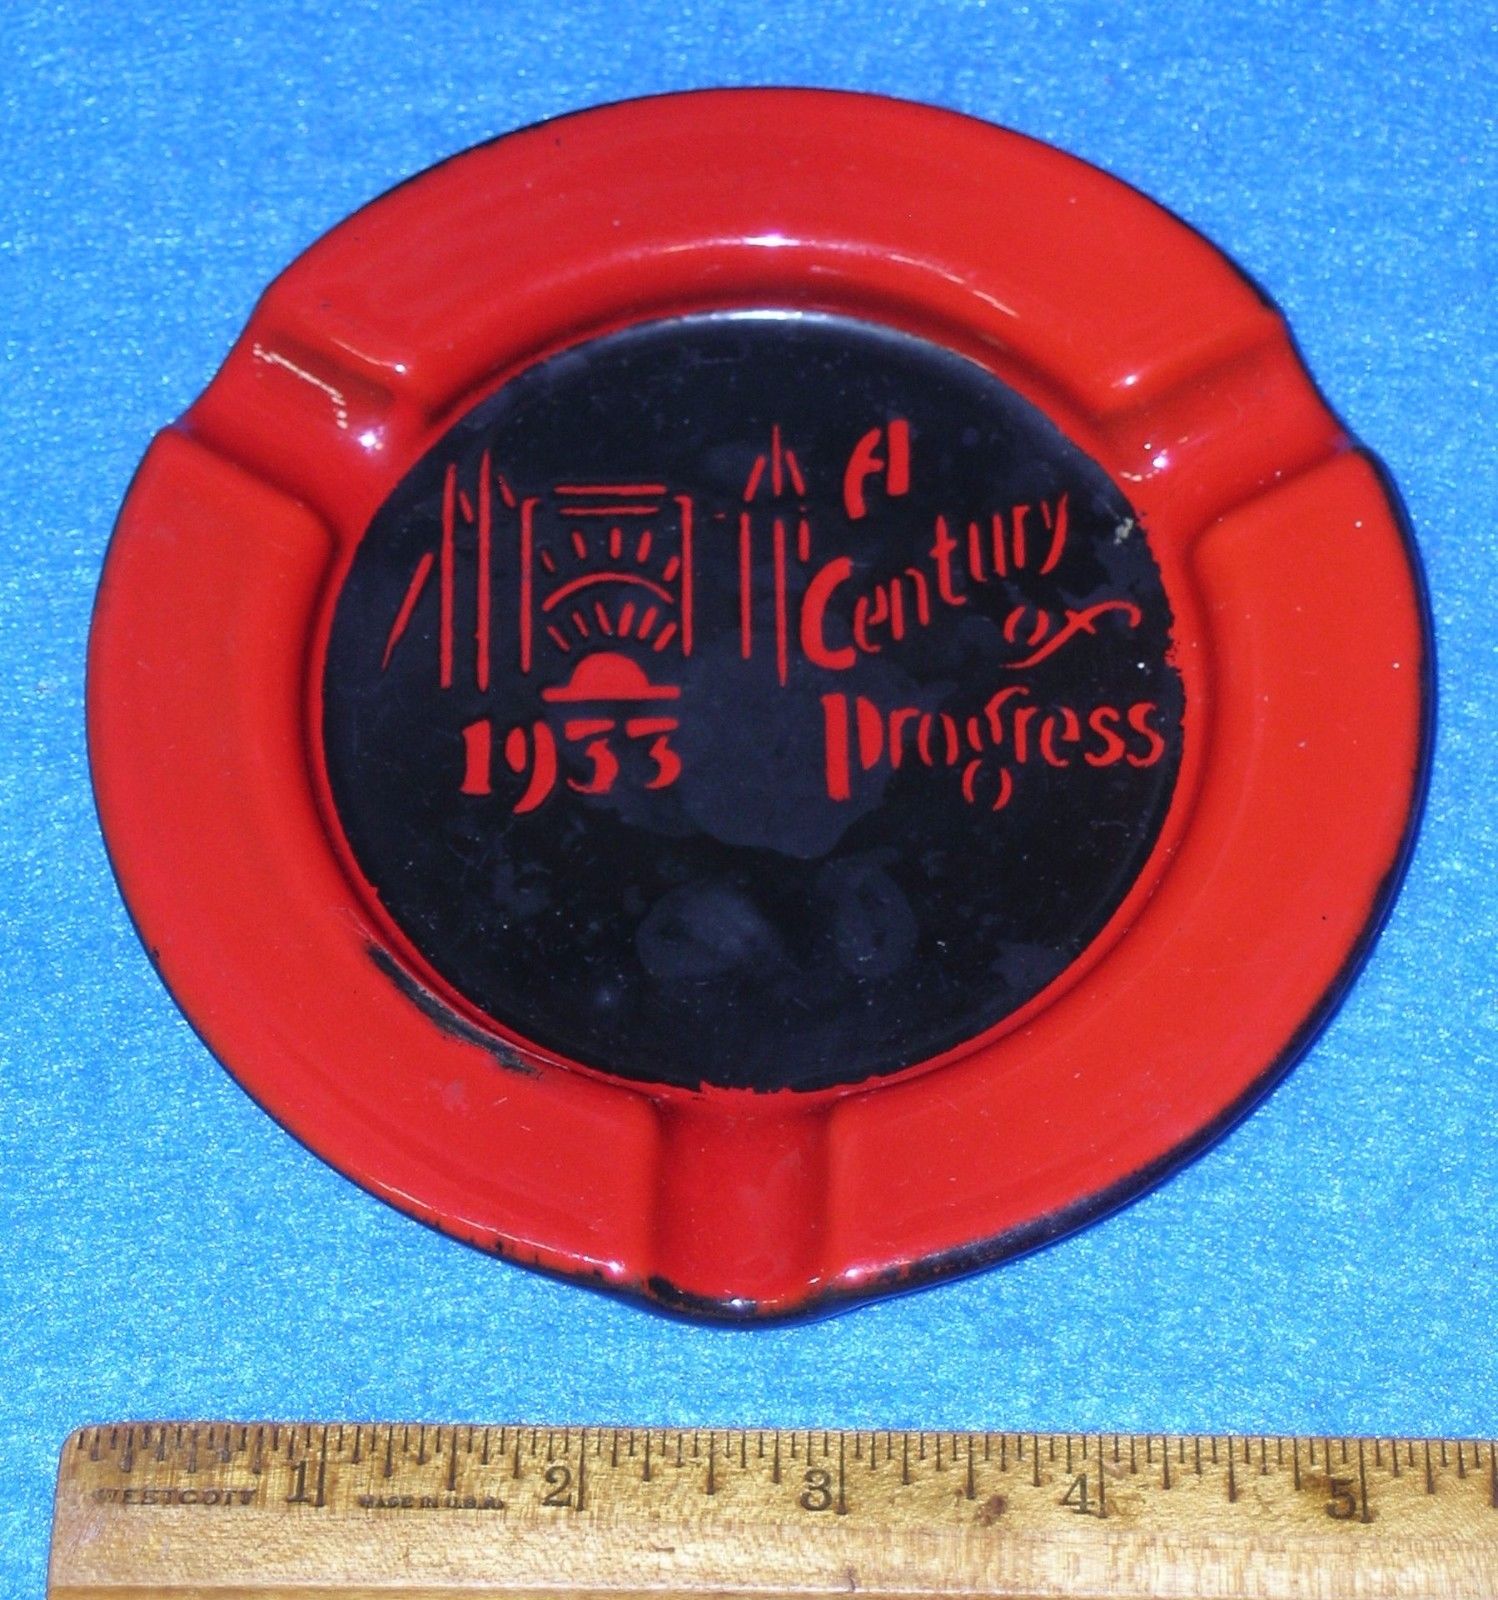 A
Century
of
Progress
1933
1 2 3 4 5
WESTCOTT MADE IN U.S.A.